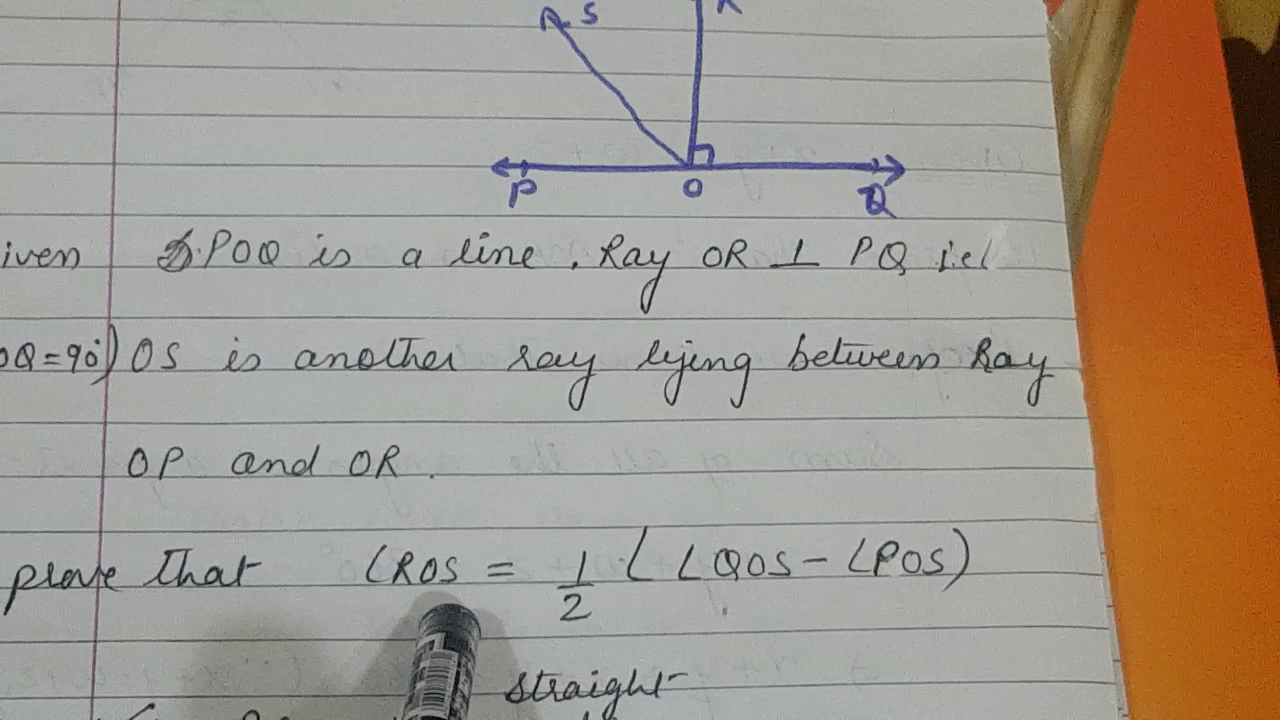 S
P
O
Q
iven POQ is a line. Ray OR ⊥ PQ i.e(
OQ = 90°) OS is another ray lying between Ray
OP and OR.
prove that ∠ROS = 1/2 ( ∠QOS - ∠POS)
straight